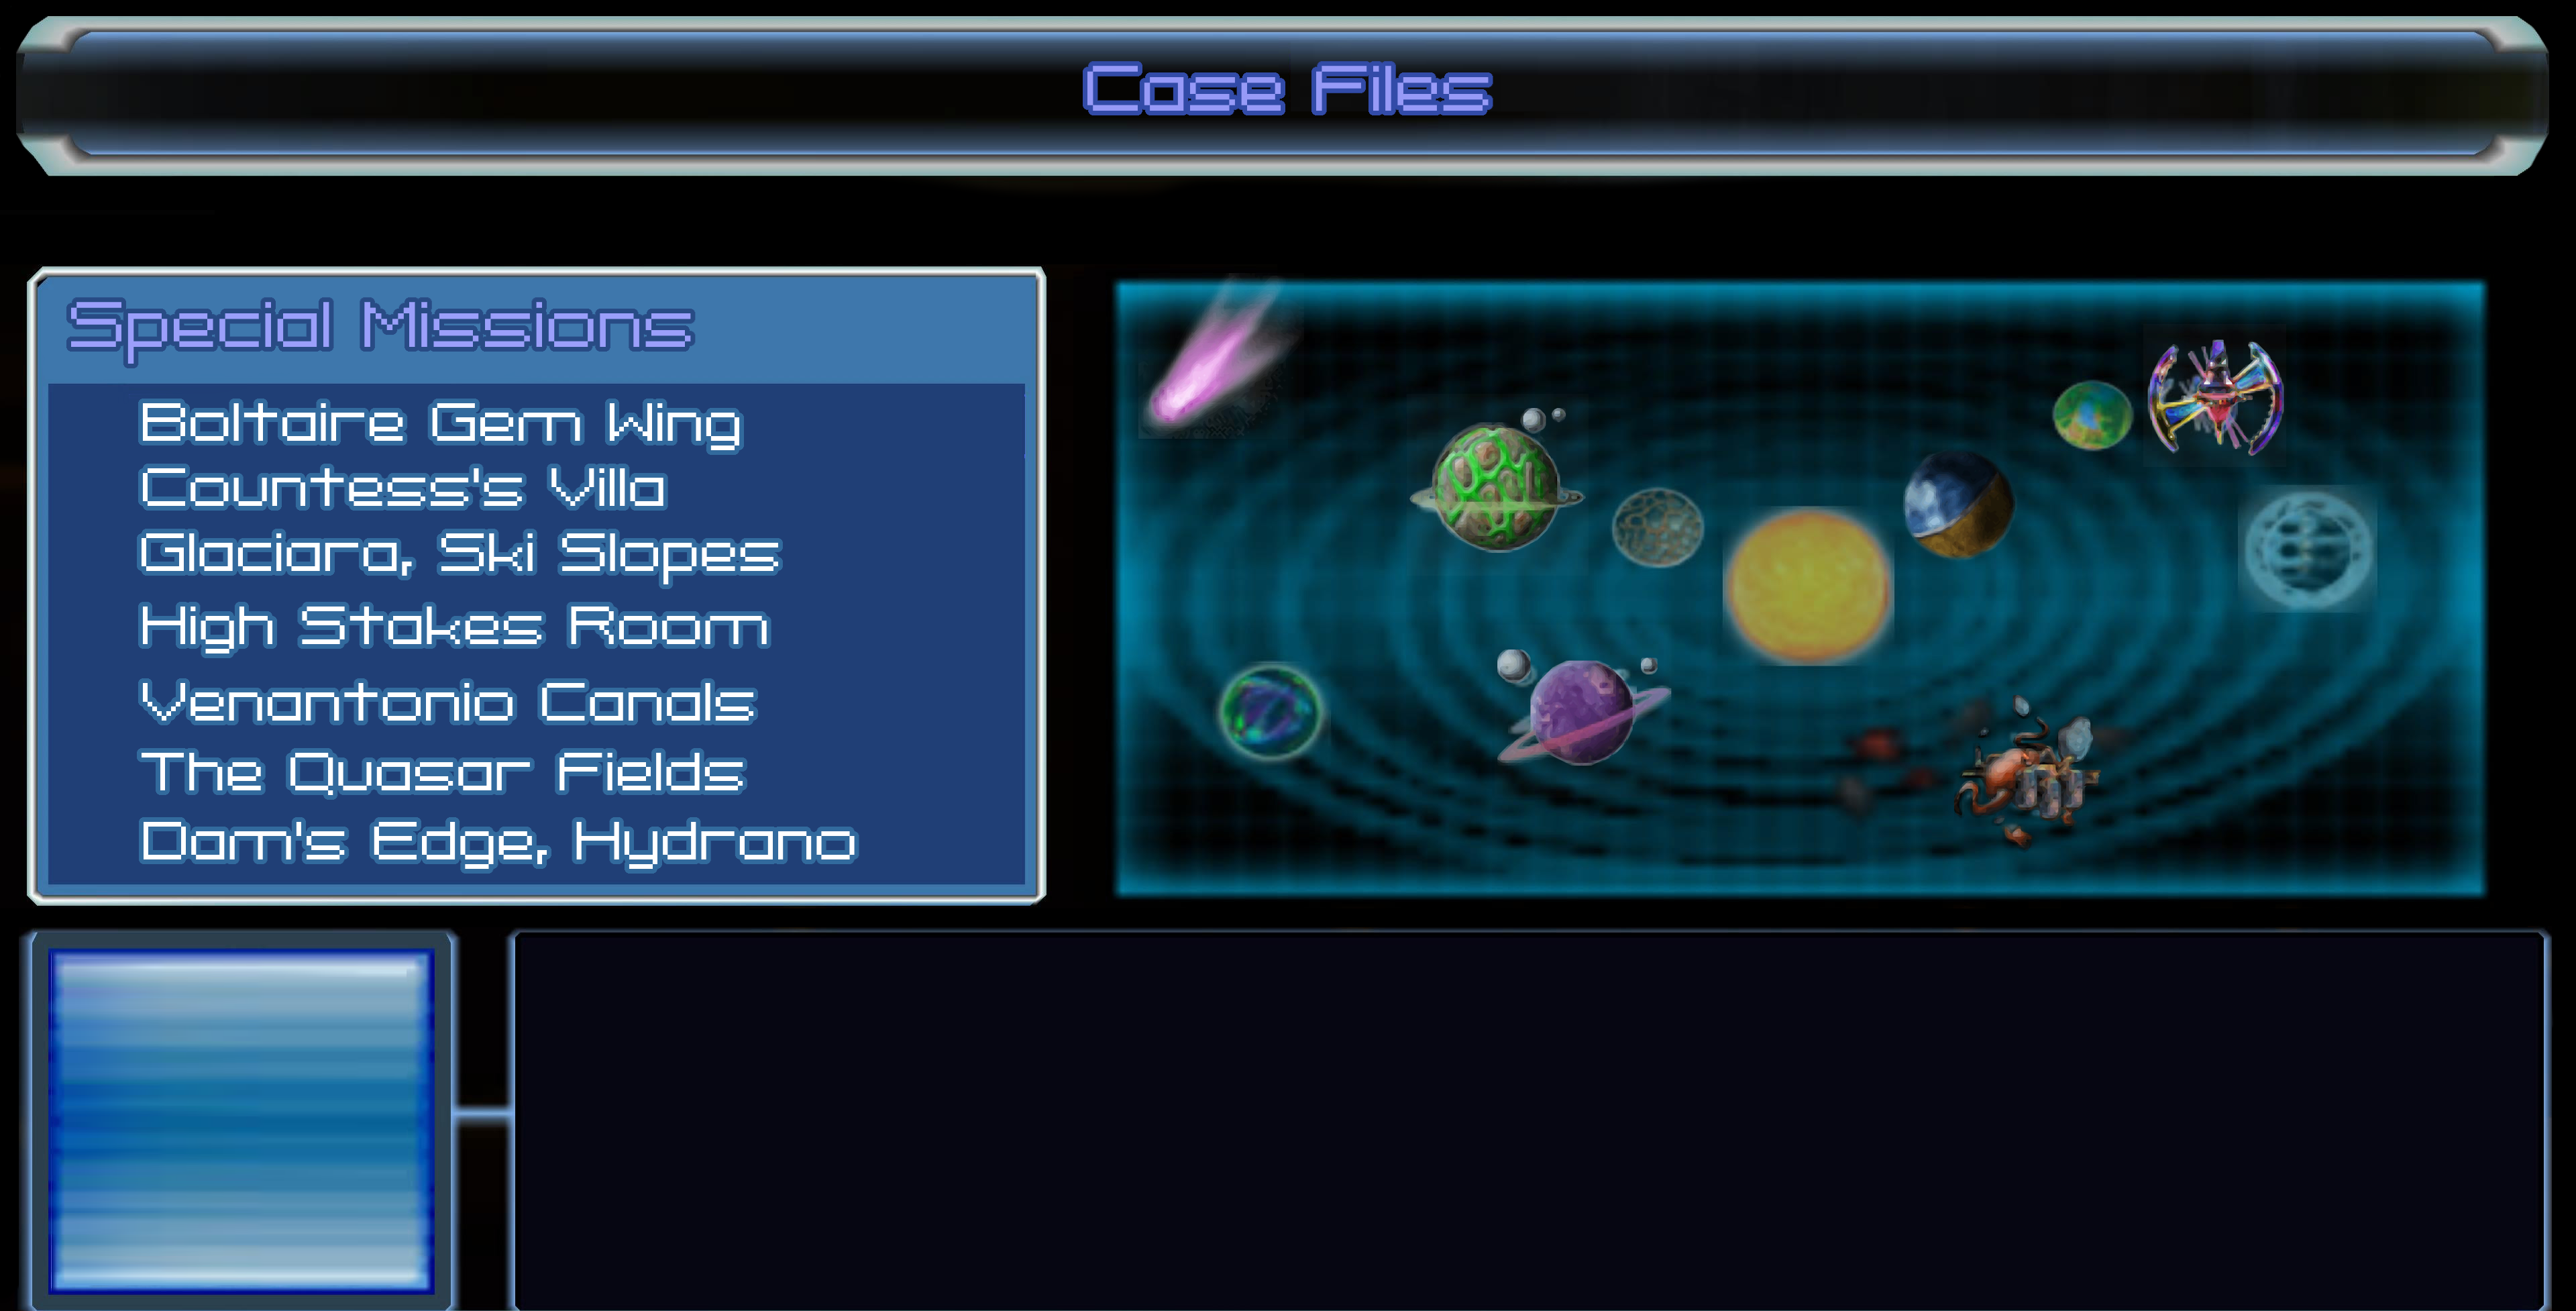 Case Files
Special Missions
Boltaire Gem Wing
Countess's Villa
Glaciara, Ski Slopes
High Stakes Room
Venantonio Canals
The Quasar Fields
Dam's Edge, Hydrano